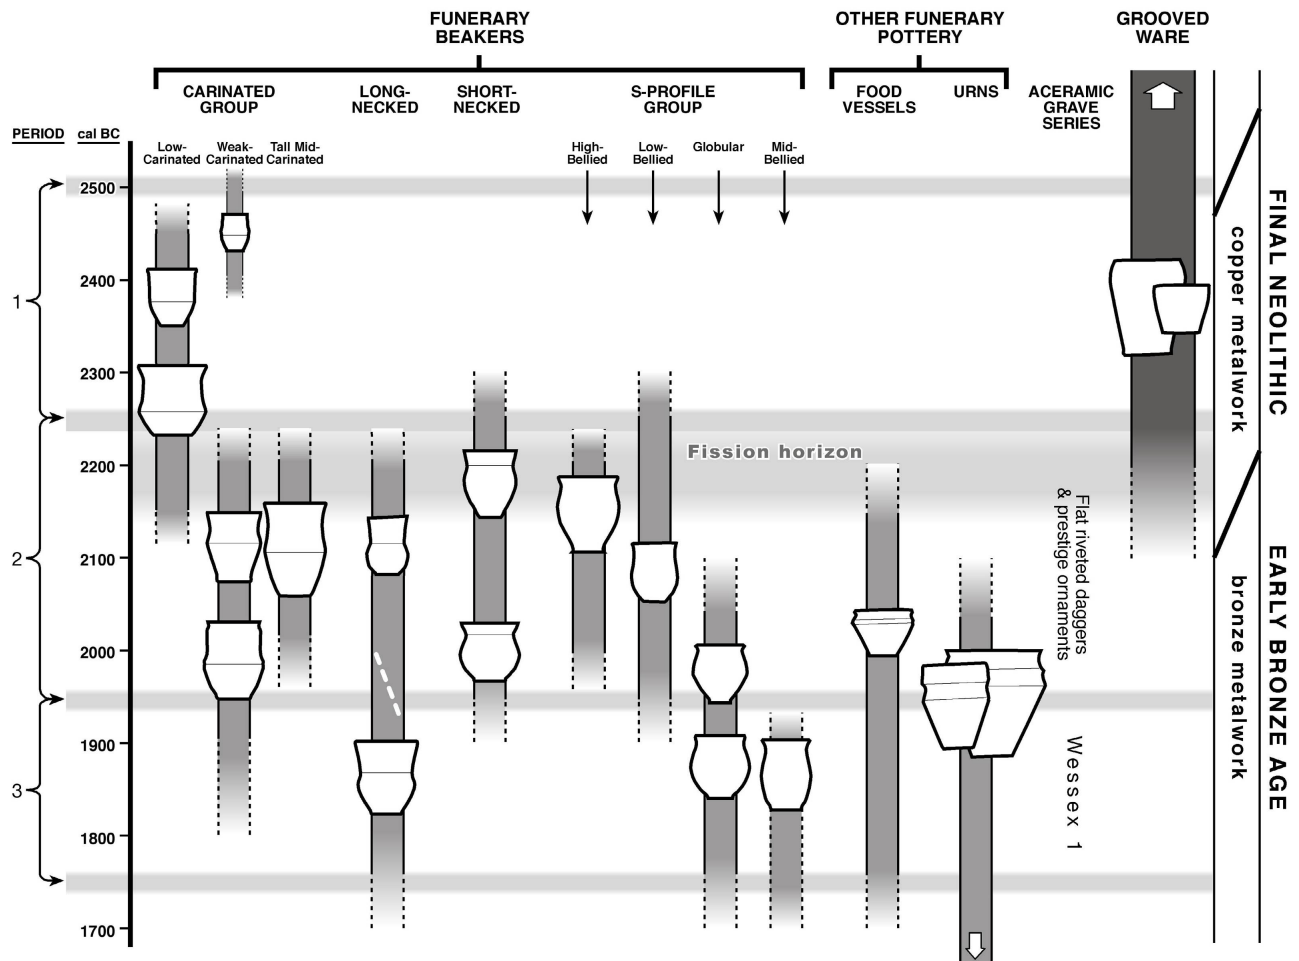 FUNERARY
BEAKERS
OTHER FUNERARY
POTTERY
GROOVED
WARE
CARINATED
GROUP
LONG-
NECKED
SHORT-
NECKED
S-PROFILE
GROUP
FOOD
VESSELS
URNS
ACERAMIC
GRAVE
SERIES
PERIOD
cal BC
Low-
Carinated
Weak-
Carinated
Tall Mid-
Carinated
High-
Bellied
Low-
Bellied
Globular
Mid-
Bellied
2500
2400
2300
2200
2100
2000
1900
1800
1700
1
2
3
Fission horizon
Flat riveted daggers
& prestige ornaments
Wessex 1
copper metalwork
bronze metalwork
FINAL NEOLITHIC
EARLY BRONZE AGE